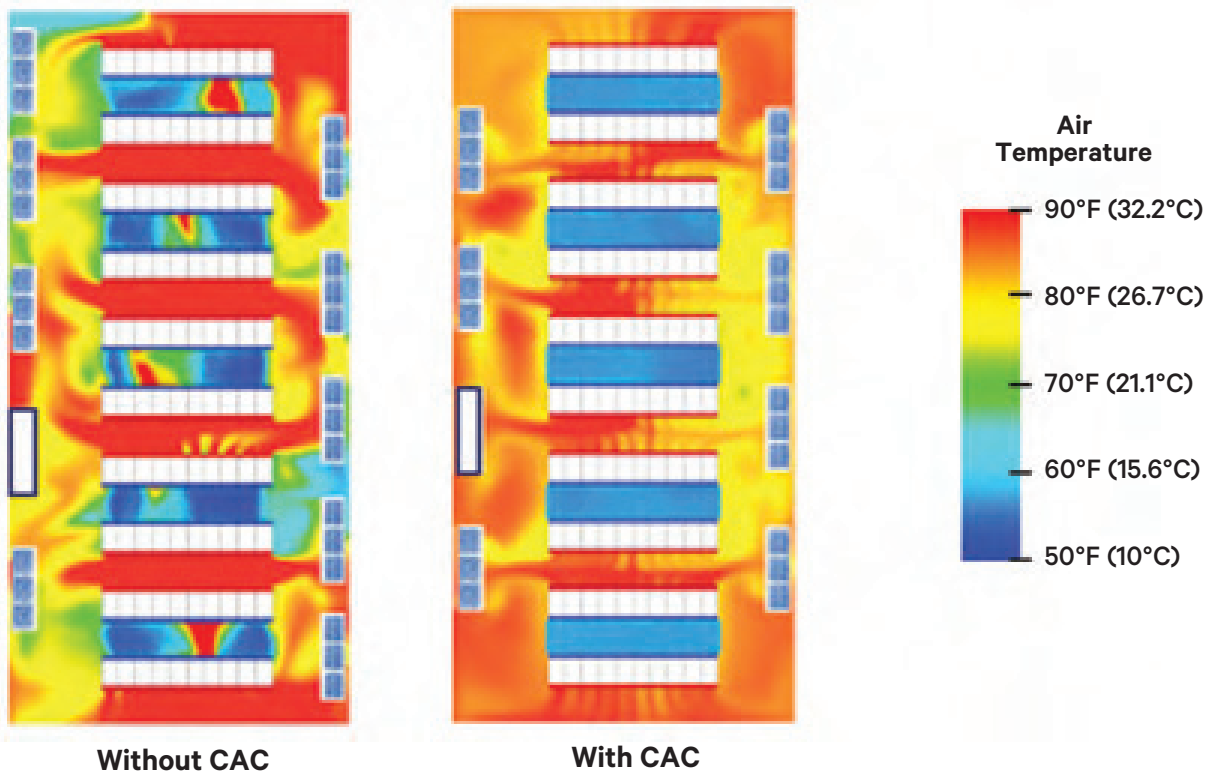 Air
Temperature
90°F (32.2°C)
80°F (26.7°C)
70°F (21.1°C)
60°F (15.6°C)
50°F (10°C)
Without CAC
With CAC